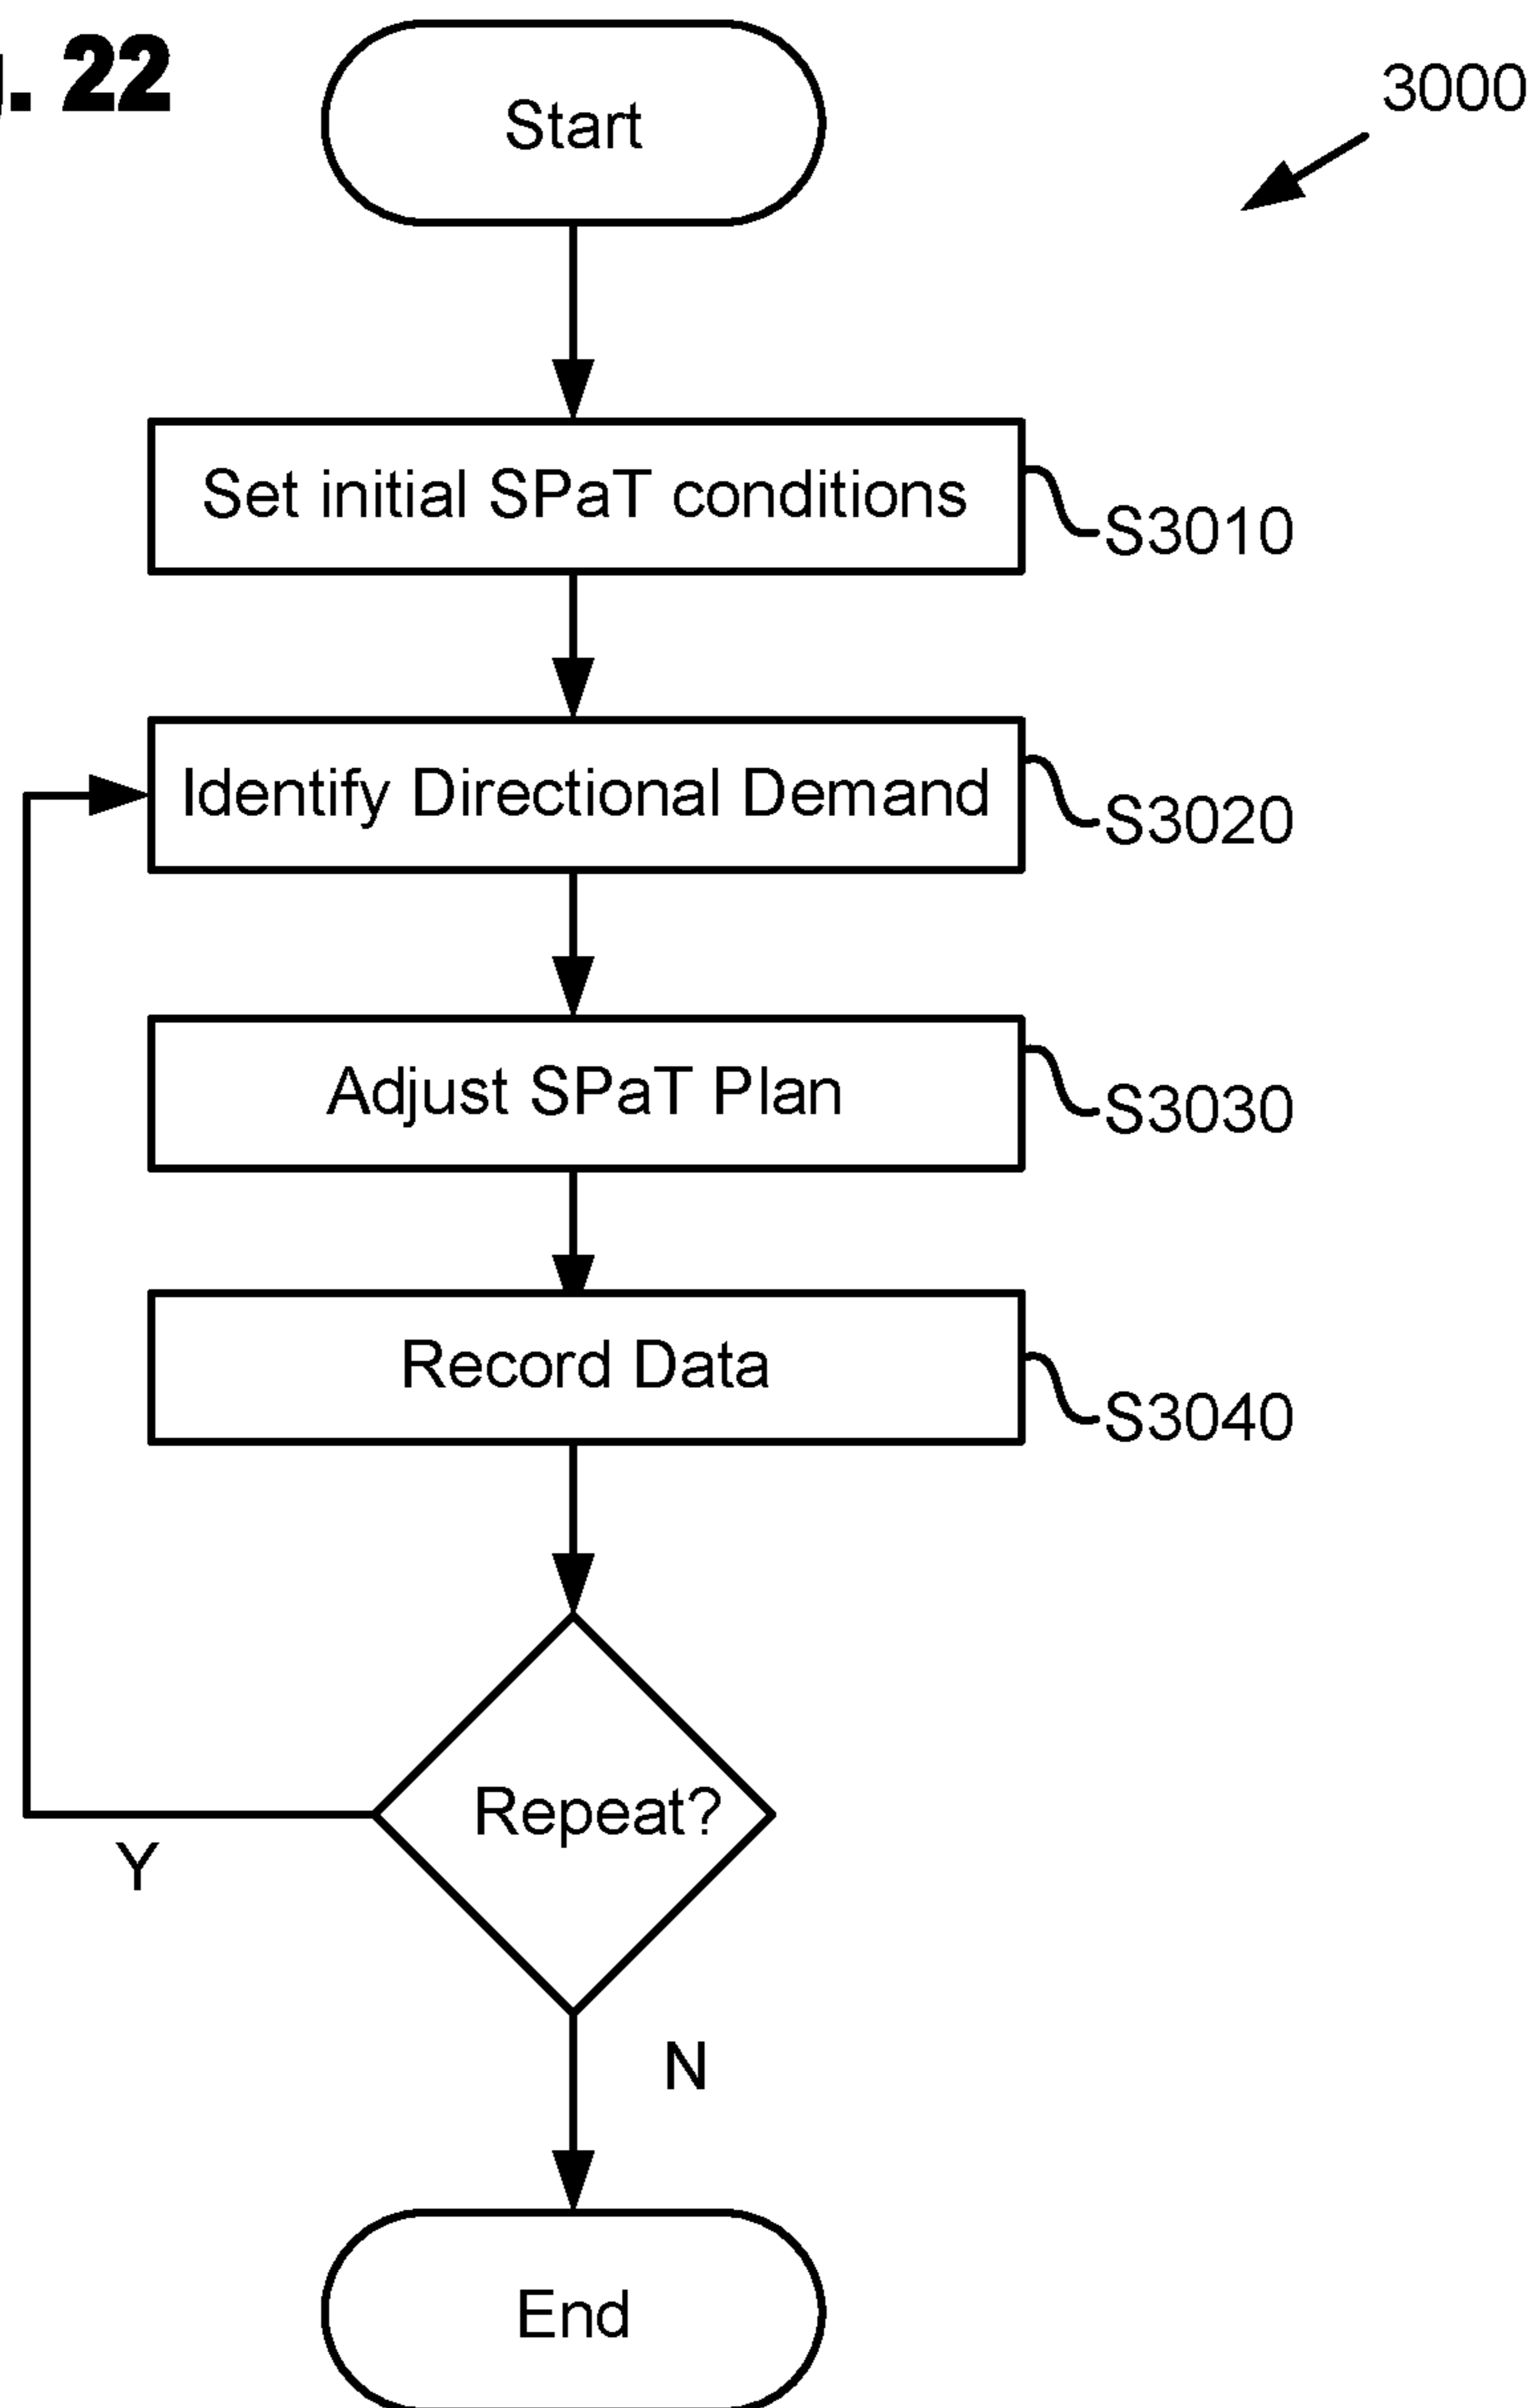 . 22
3000
Start
Set initial SPaT conditions
S3010
Identify Directional Demand
S3020
Adjust SPaT Plan
S3030
Record Data
S3040
Repeat?
Y
N
End